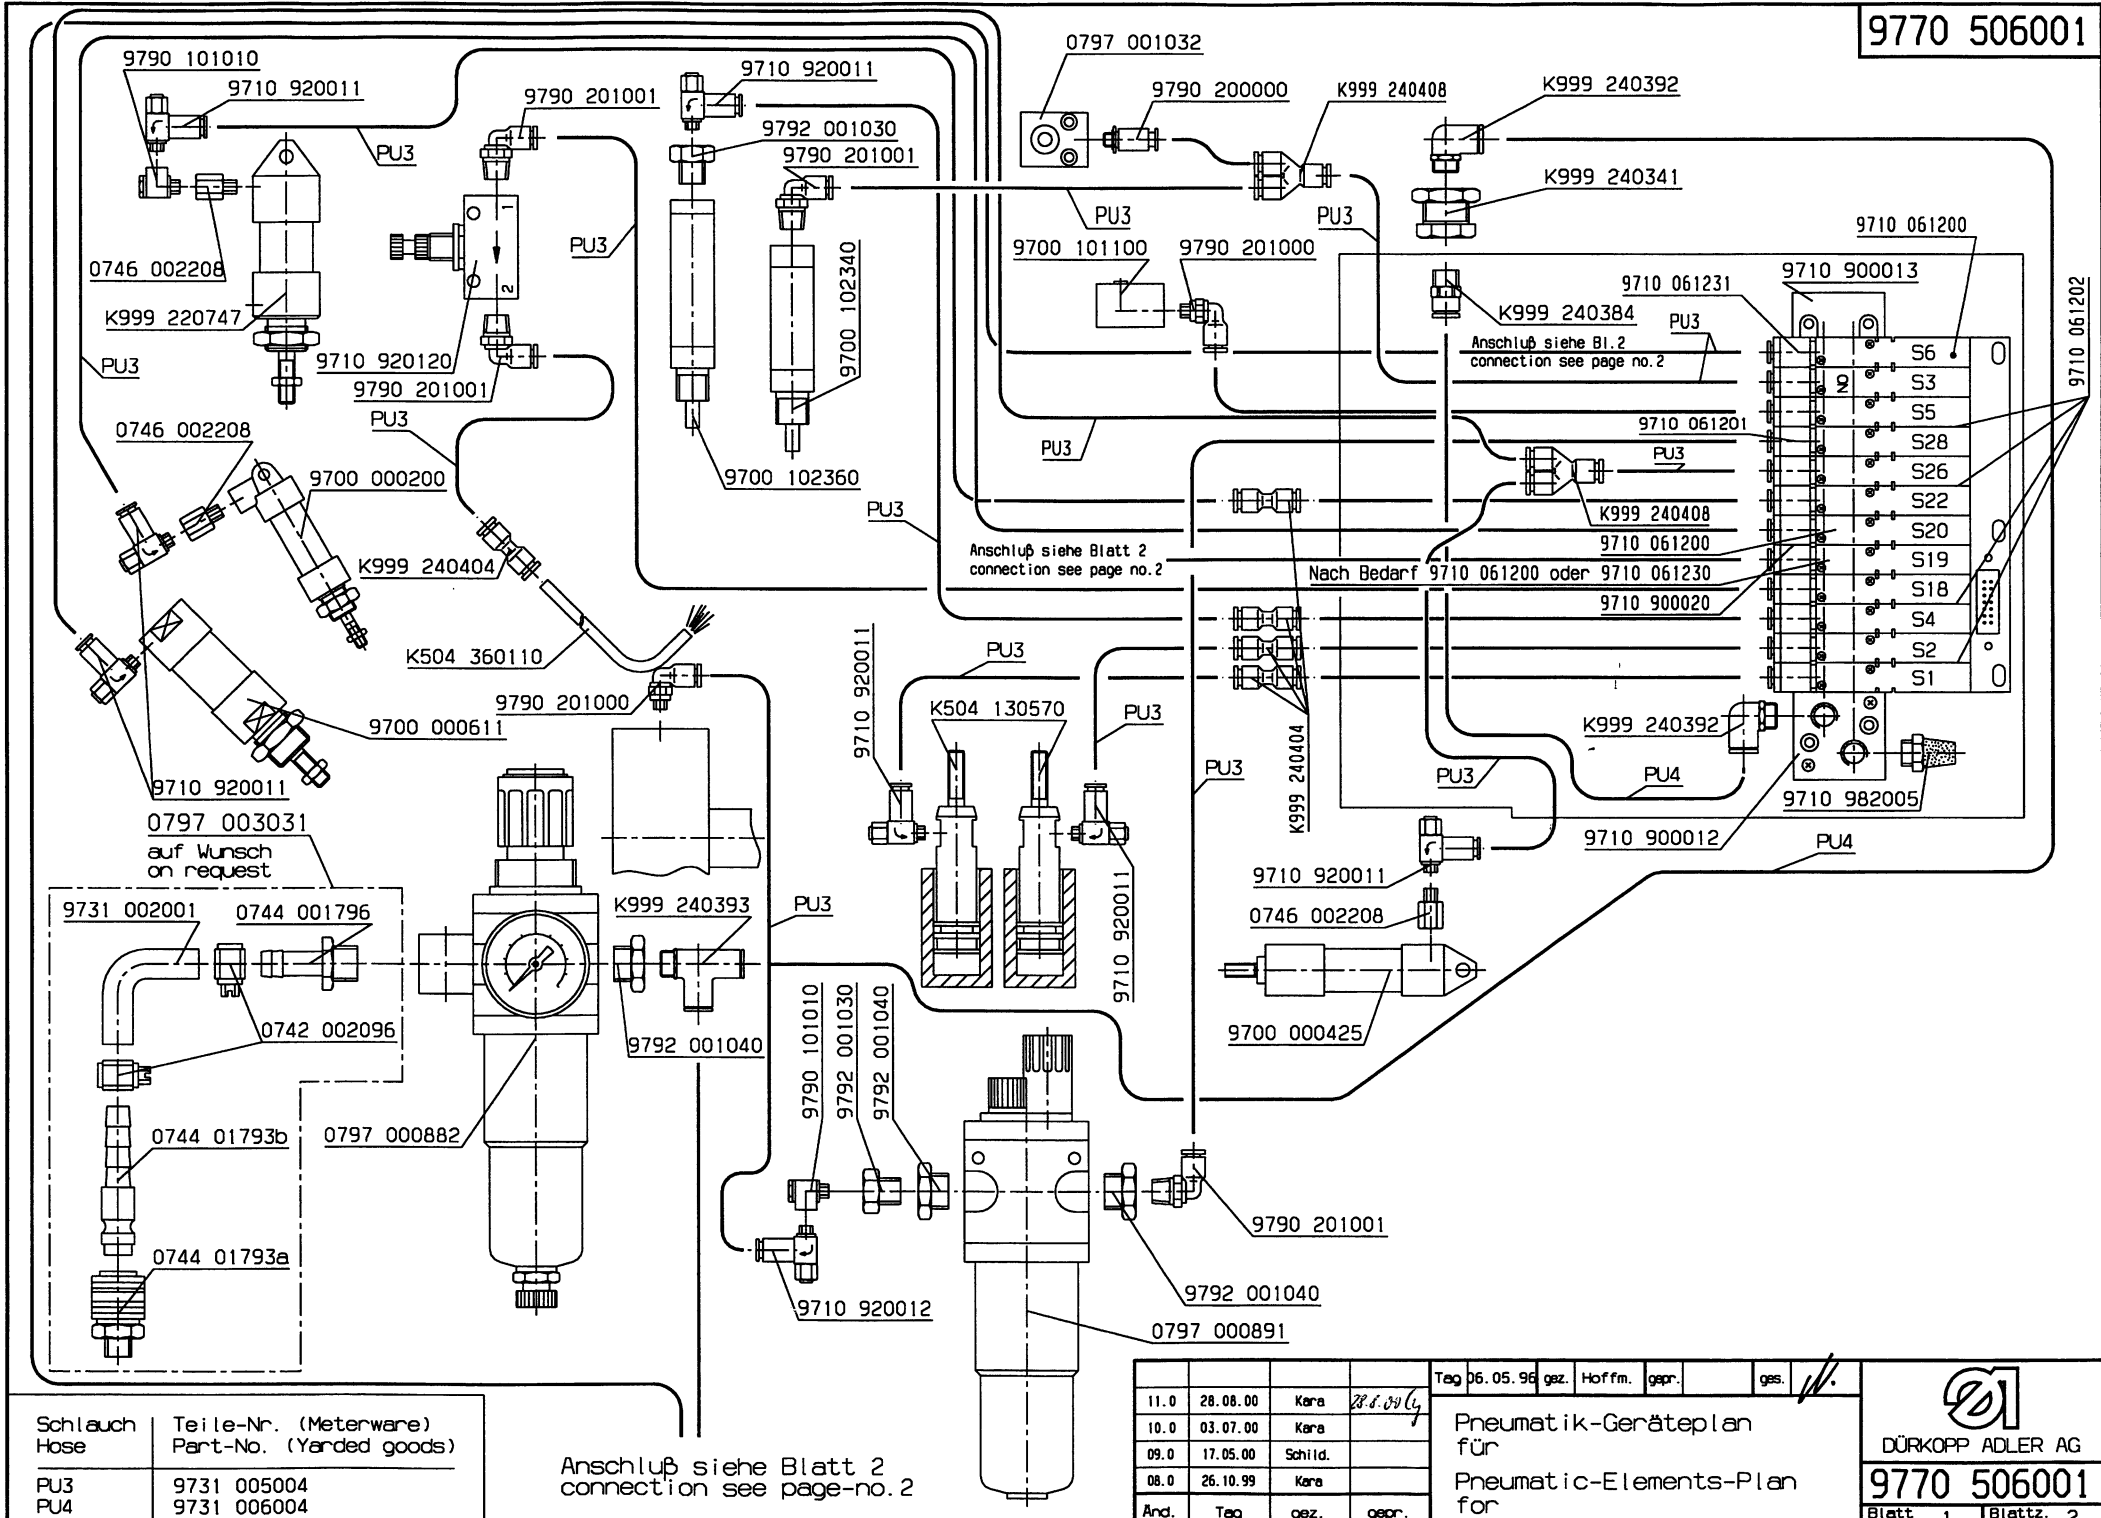 9770 506001
0797 001032
9790 101010
9710 920011
9710 920011
9790 201001
9790 200000
K999 240408
K999 240392
9792 001030
PU3
9790 201001
K999 240341
PU3
PU3
9710 061200
PU3
9700 101100
9790 201000
9710 900013
0746 002208
9710 061231
9710 061202
K999 220747
1
2
9700 102340
K999 240384
PU3
Anschluß siehe Bl.2
connection see page no.2
PU3
9710 920120
9790 201001
S6
S3
S5
S28
S26
S22
S20
S19
S18
S4
S2
S1
NO
PU3
0746 002208
9710 061201
PU3
PU3
9700 000200
9700 102360
PU3
K999 240408
9710 061200
K999 240404
Anschluß siehe Blatt 2
connection see page no.2
Nach Bedarf 9710 061200 oder 9710 061230
9710 900020
K504 360110
PU3
9710 920011
9790 201000
K504 130570
PU3
9700 000611
K999 240392
K999 240404
PU3
PU3
PU4
9710 920011
9710 982005
0797 003031
auf Wunsch
on request
9710 900012
PU4
9710 920011
9731 002001
0744 001796
K999 240393
PU3
9710 920011
0746 002208
0742 002096
9792 001040
9790 101010
9792 001030
9792 001040
9700 000425
0744 01793b
0797 000882
9790 201001
0744 01793a
9710 920012
9792 001040
0797 000891
Schlauch Teile-Nr. (Meterware)
Hose Part-No. (Yarded goods)
PU3 9731 005004
PU4 9731 006004
Anschluß siehe Blatt 2
connection see page-no.2
11.0 28.08.00 Kara
10.0 03.07.00 Kara
09.0 17.05.00 Schild.
08.0 26.10.99 Kara
Änd. Tag gez. gepr.
Tag 06.05.96 gez. Hoffm. gepr. ges.
Pneumatik-Geräteplan
für
Pneumatic-Elements-Plan
for
DÜRKOPP ADLER AG
9770 506001
Blatt 1 Blattz. 2